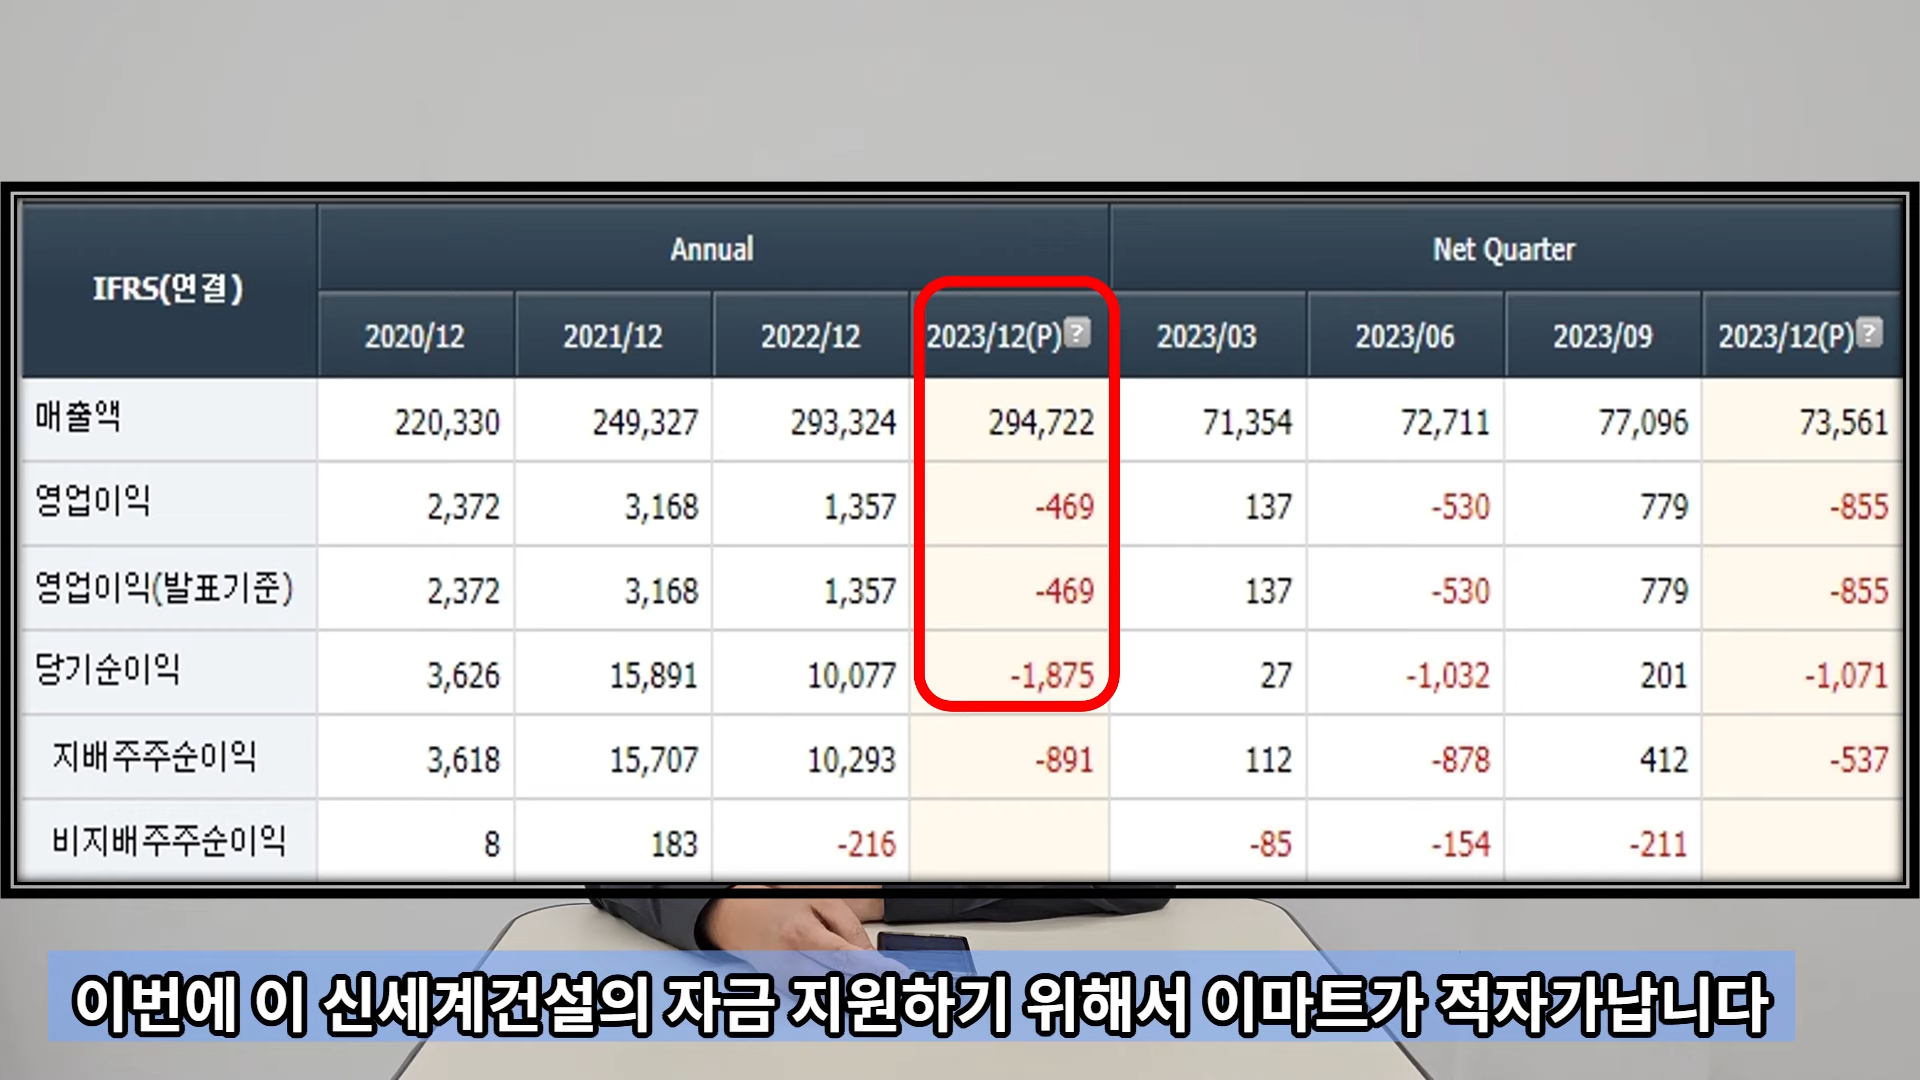 IFRS(연결) Annual Net Quarter
2020/12 2021/12 2022/12 2023/12(P)? 2023/03 2023/06 2023/09 2023/12(P)?
매출액 220,330 249,327 293,324 294,722 71,354 72,711 77,096 73,561
영업이익 2,372 3,168 1,357 -469 137 -530 779 -855
영업이익(발표기준) 2,372 3,168 1,357 -469 137 -530 779 -855
당기순이익 3,626 15,891 10,077 -1,875 27 -1,032 201 -1,071
지배주주순이익 3,618 15,707 10,293 -891 112 -878 412 -537
비지배주주순이익 8 183 -216 -85 -154 -211
이번에 이 신세계건설의 자금 지원하기 위해서 이마트가 적자가납니다